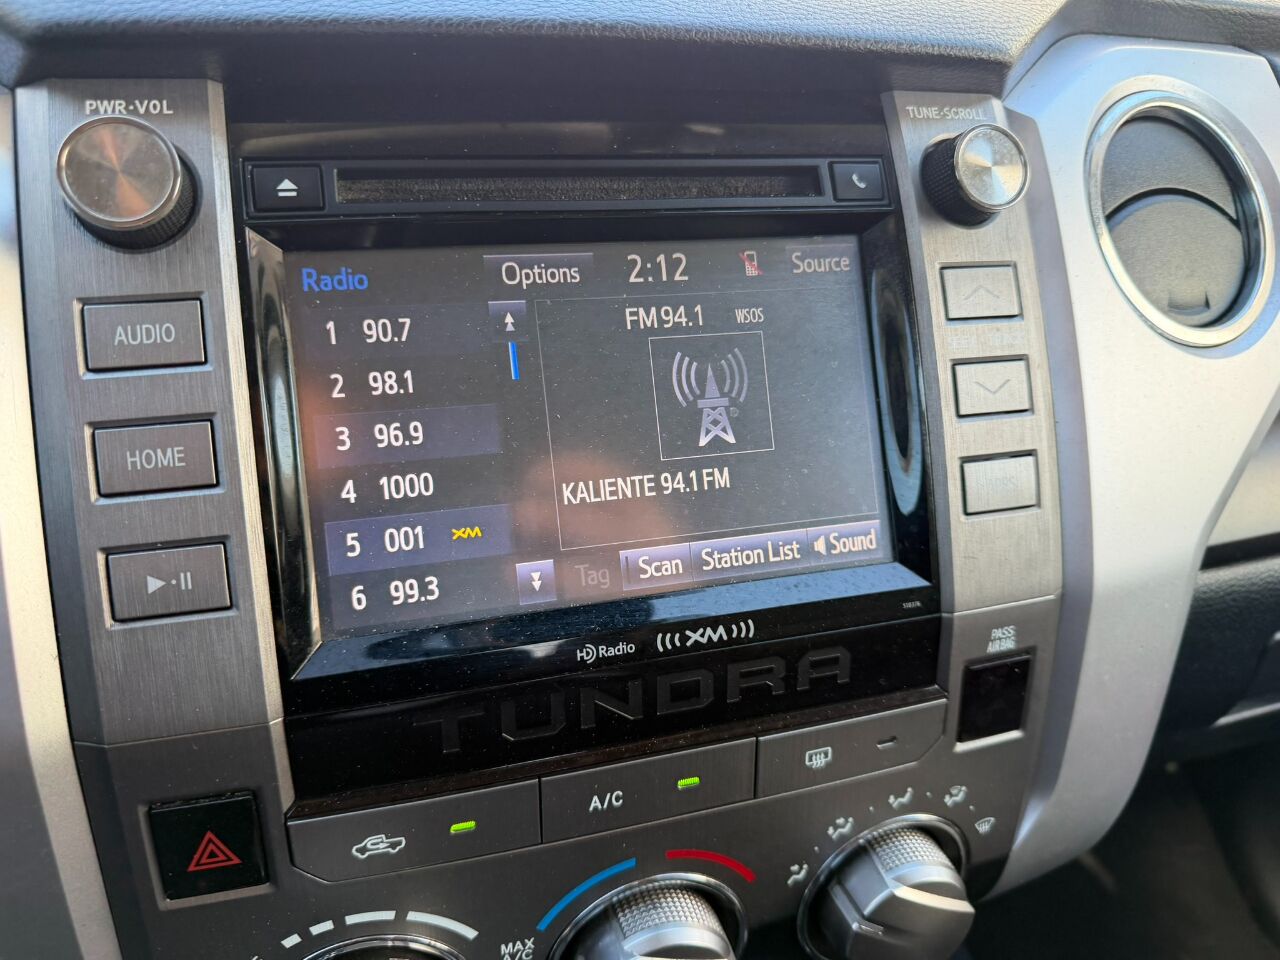 PWR·VOL
TUNE·SCROLL
AUDIO
HOME
Radio
Options
2:12
Source
1 90.7
2 98.1
3 96.9
4 1000
5 001 XM
6 99.3
FM 94.1 WSOS
KALIENTE 94.1 FM
Tag
Scan
Station List
Sound
HD Radio
XM
TUNDRA
PASS
AIR BAG
A/C
MAX
A/C